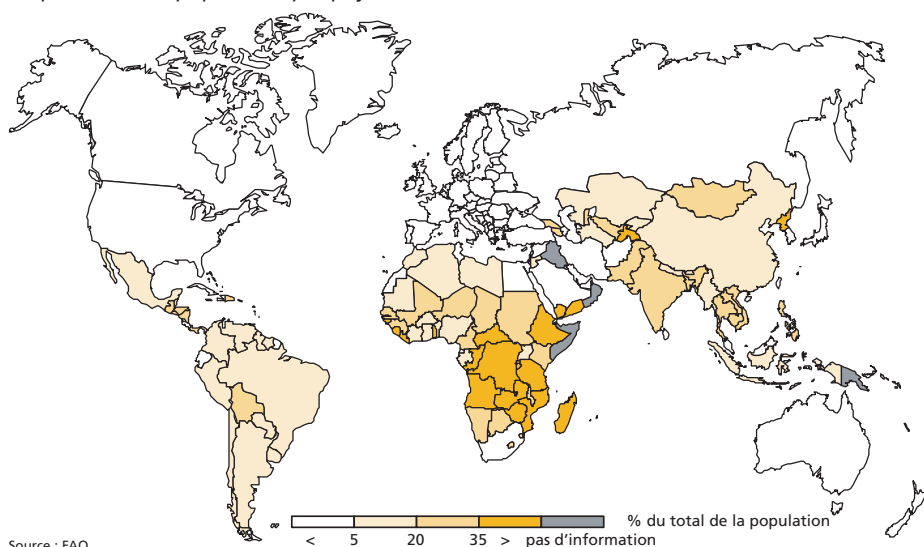 % du total de la population
< 5 20 35 > pas d'information
Source : FAO